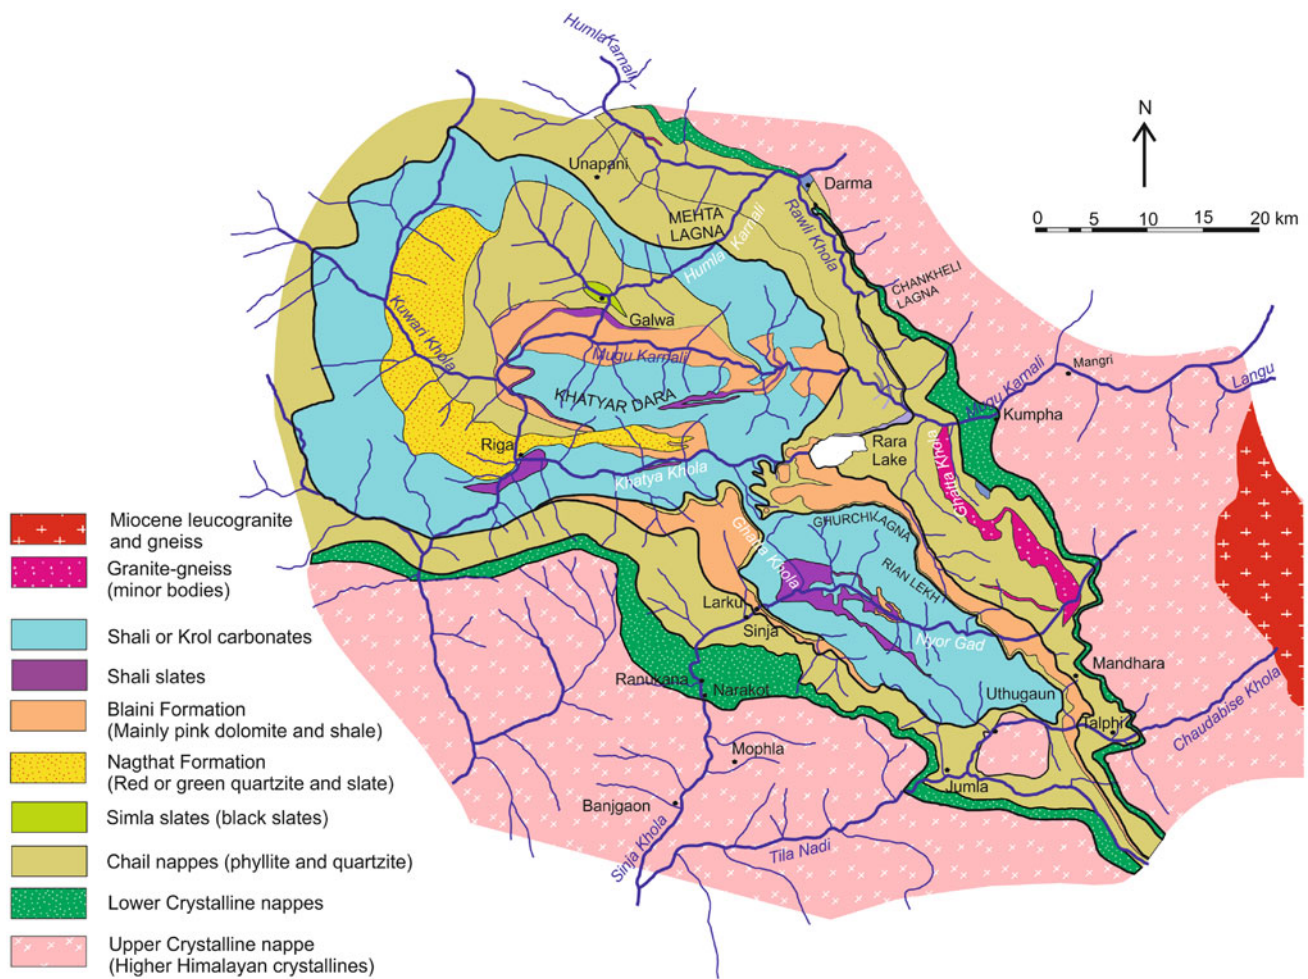 Humla Karnali
N
Unapani
Darma
0 5 10 15 20 km
MEHTA
LAGNA
Rawli Khola
Humla Karnali
CHANKHELI
LAGNA
Kuwari Khola
Galwa
Mugu Karnali
Mugu Karnali
Mangri
Langu
KHATYAR DARA
Kumpha
Riga
Rara
Lake
Ghatta Khola
Khatya Khola
GHURCHI LAGNA
Ghatta Khola
RIAN LEKH
Larku
Sinja
Nyor Gad
Mandhara
Ranukana
Narakot
Uthugaun
Talphi
Chaudabise Khola
Mophla
Jumla
Banjgaon
Sinja Khola
Tila Nadi
Miocene leucogranite
and gneiss
Granite-gneiss
(minor bodies)
Shali or Krol carbonates
Shali slates
Blaini Formation
(Mainly pink dolomite and shale)
Nagthat Formation
(Red or green quartzite and slate)
Simla slates (black slates)
Chail nappes (phyllite and quartzite)
Lower Crystalline nappes
Upper Crystalline nappe
(Higher Himalayan crystallines)